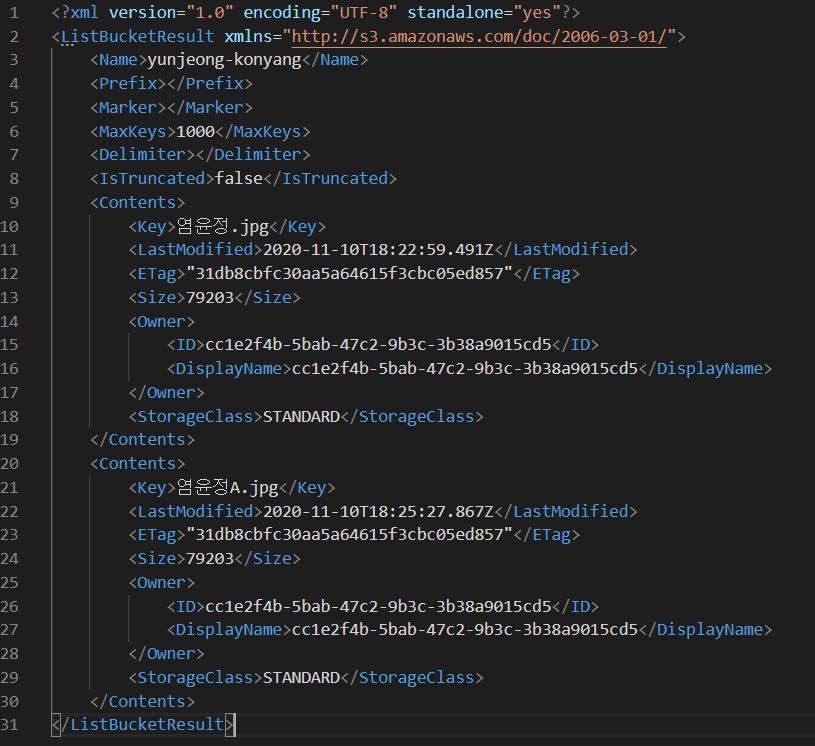 1 <?xml version="1.0" encoding="UTF-8" standalone="yes"?>
2 <ListBucketResult xmlns="http://s3.amazonaws.com/doc/2006-03-01/">
3     <Name>yunjeong-konyang</Name>
4     <Prefix></Prefix>
5     <Marker></Marker>
6     <MaxKeys>1000</MaxKeys>
7     <Delimiter></Delimiter>
8     <IsTruncated>false</IsTruncated>
9     <Contents>
10         <Key>염윤정.jpg</Key>
11         <LastModified>2020-11-10T18:22:59.491Z</LastModified>
12         <ETag>"31db8cbfc30aa5a64615f3cbc05ed857"</ETag>
13         <Size>79203</Size>
14         <Owner>
15             <ID>cc1e2f4b-5bab-47c2-9b3c-3b38a9015cd5</ID>
16             <DisplayName>cc1e2f4b-5bab-47c2-9b3c-3b38a9015cd5</DisplayName>
17         </Owner>
18         <StorageClass>STANDARD</StorageClass>
19     </Contents>
20     <Contents>
21         <Key>염윤정A.jpg</Key>
22         <LastModified>2020-11-10T18:25:27.867Z</LastModified>
23         <ETag>"31db8cbfc30aa5a64615f3cbc05ed857"</ETag>
24         <Size>79203</Size>
25         <Owner>
26             <ID>cc1e2f4b-5bab-47c2-9b3c-3b38a9015cd5</ID>
27             <DisplayName>cc1e2f4b-5bab-47c2-9b3c-3b38a9015cd5</DisplayName>
28         </Owner>
29         <StorageClass>STANDARD</StorageClass>
30     </Contents>
31 </ListBucketResult>